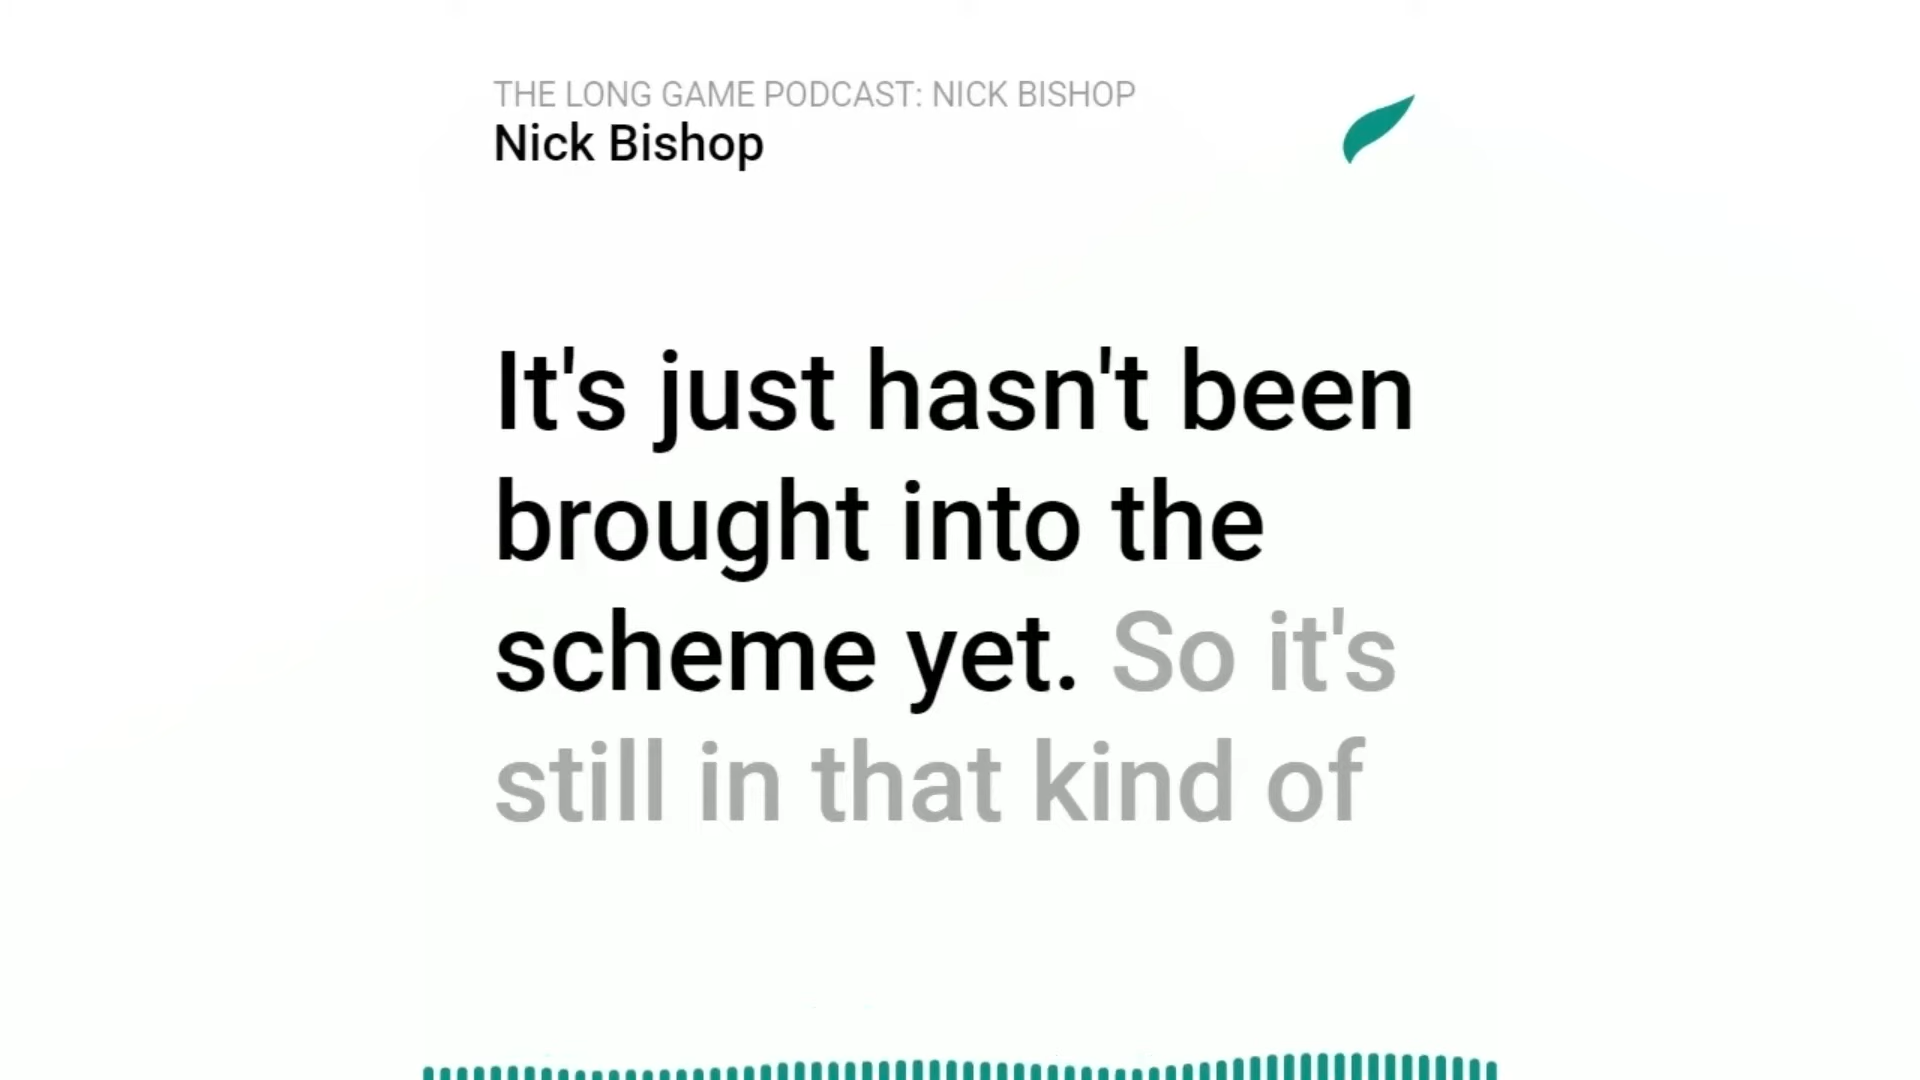 THE LONG GAME PODCAST: NICK BISHOP
Nick Bishop
It's just hasn't been
brought into the
scheme yet. So it's
still in that kind of